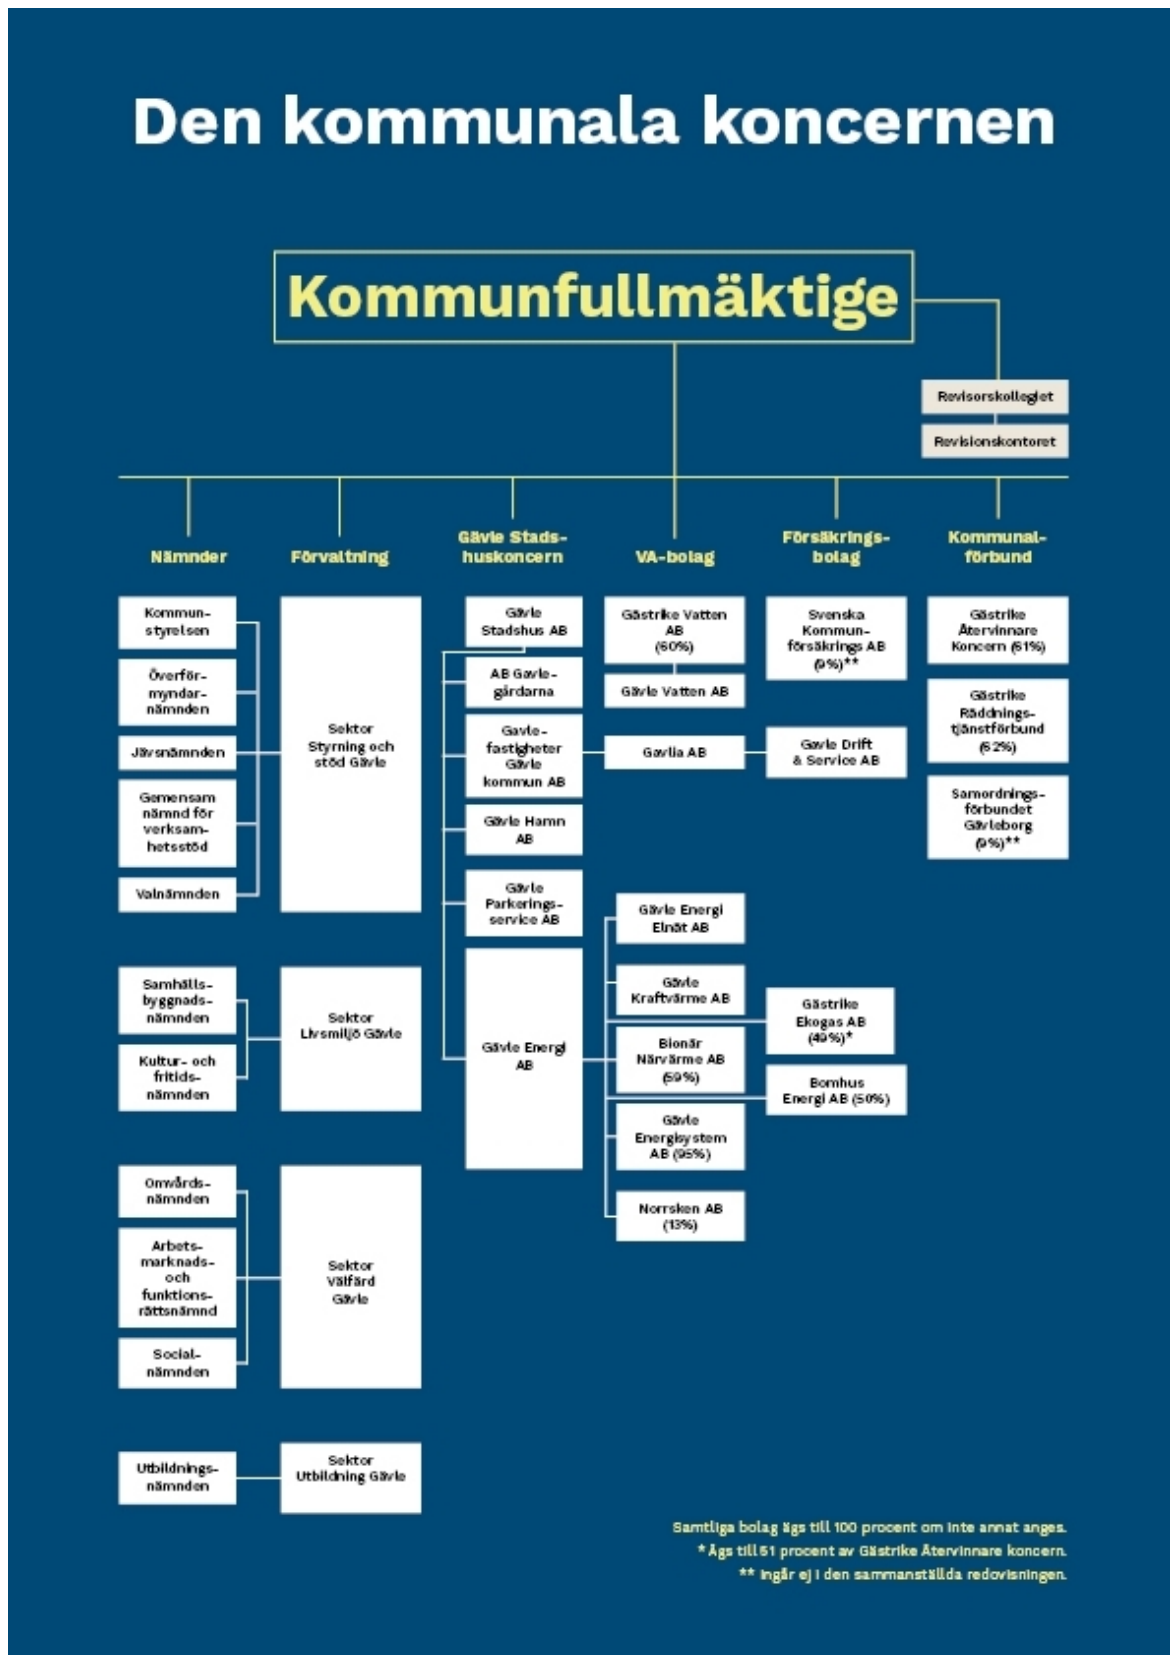 Den kommunala koncernen
Kommunfullmäktige
Revisorskollegiet
Revisionskontoret
Nämnder
Förvaltning
Gävle Stads-
huskoncern
VA-bolag
Försäkrings-
bolag
Kommunal-
förbund
Kommun-
styrelsen
Överför-
myndar-
nämnden
Jävsnämnden
Gemensam
nämnd för
verksam-
hetsstöd
Valnämnden
Sektor
Styrning och
stöd Gävle
Samhälls-
byggnads-
nämnden
Kultur- och
fritids-
nämnden
Sektor
Livsmiljö Gävle
Omvårds-
nämnden
Arbets-
marknads-
och
funktions-
rättsnämnd
Social-
nämnden
Sektor
Välfärd
Gävle
Utbildnings-
nämnden
Sektor
Utbildning Gävle
Gävle
Stadshus AB
AB Gavle-
gårdarna
Gavle-
fastigheter
Gävle
kommun AB
Gävle Hamn
AB
Gävle
Parkerings-
service AB
Gävle Energi
AB
Gästrike Vatten
AB
(60%)
Gävle Vatten AB
Gavlia AB
Gävle Energi
Elnät AB
Gävle
Kraftvärme AB
Bionär
Närvärme AB
(59%)
Gävle
Energisystem
AB (95%)
Norrsken AB
(13%)
Svenska
Kommun-
försäkrings AB
(9%)**
Gavle Drift
& Service AB
Gästrike
Ekogas AB
(49%)*
Bomhus
Energi AB (50%)
Gästrike
Återvinnare
Koncern (61%)
Gästrike
Räddnings-
tjänstförbund
(62%)
Samordnings-
förbundet
Gävleborg
(9%)**
Samtliga bolag ägs till 100 procent om inte annat anges.
* Ägs till 51 procent av Gästrike Återvinnare koncern.
** Ingår ej i den sammanställda redovisningen.